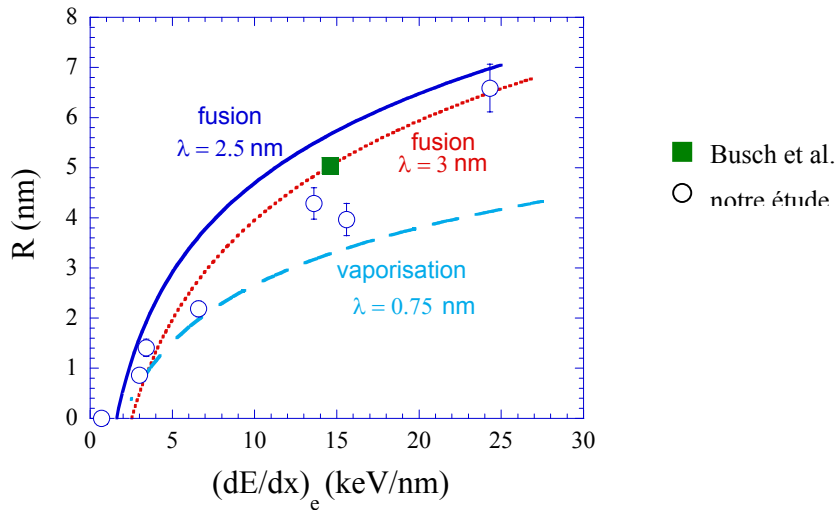 8
7
6
5
4
3
2
1
0
R (nm)
0 5 10 15 20 25 30
(dE/dx)e (keV/nm)
fusion
λ = 2.5 nm
fusion
λ = 3 nm
vaporisation
λ = 0.75 nm
Busch et al.
notre étude